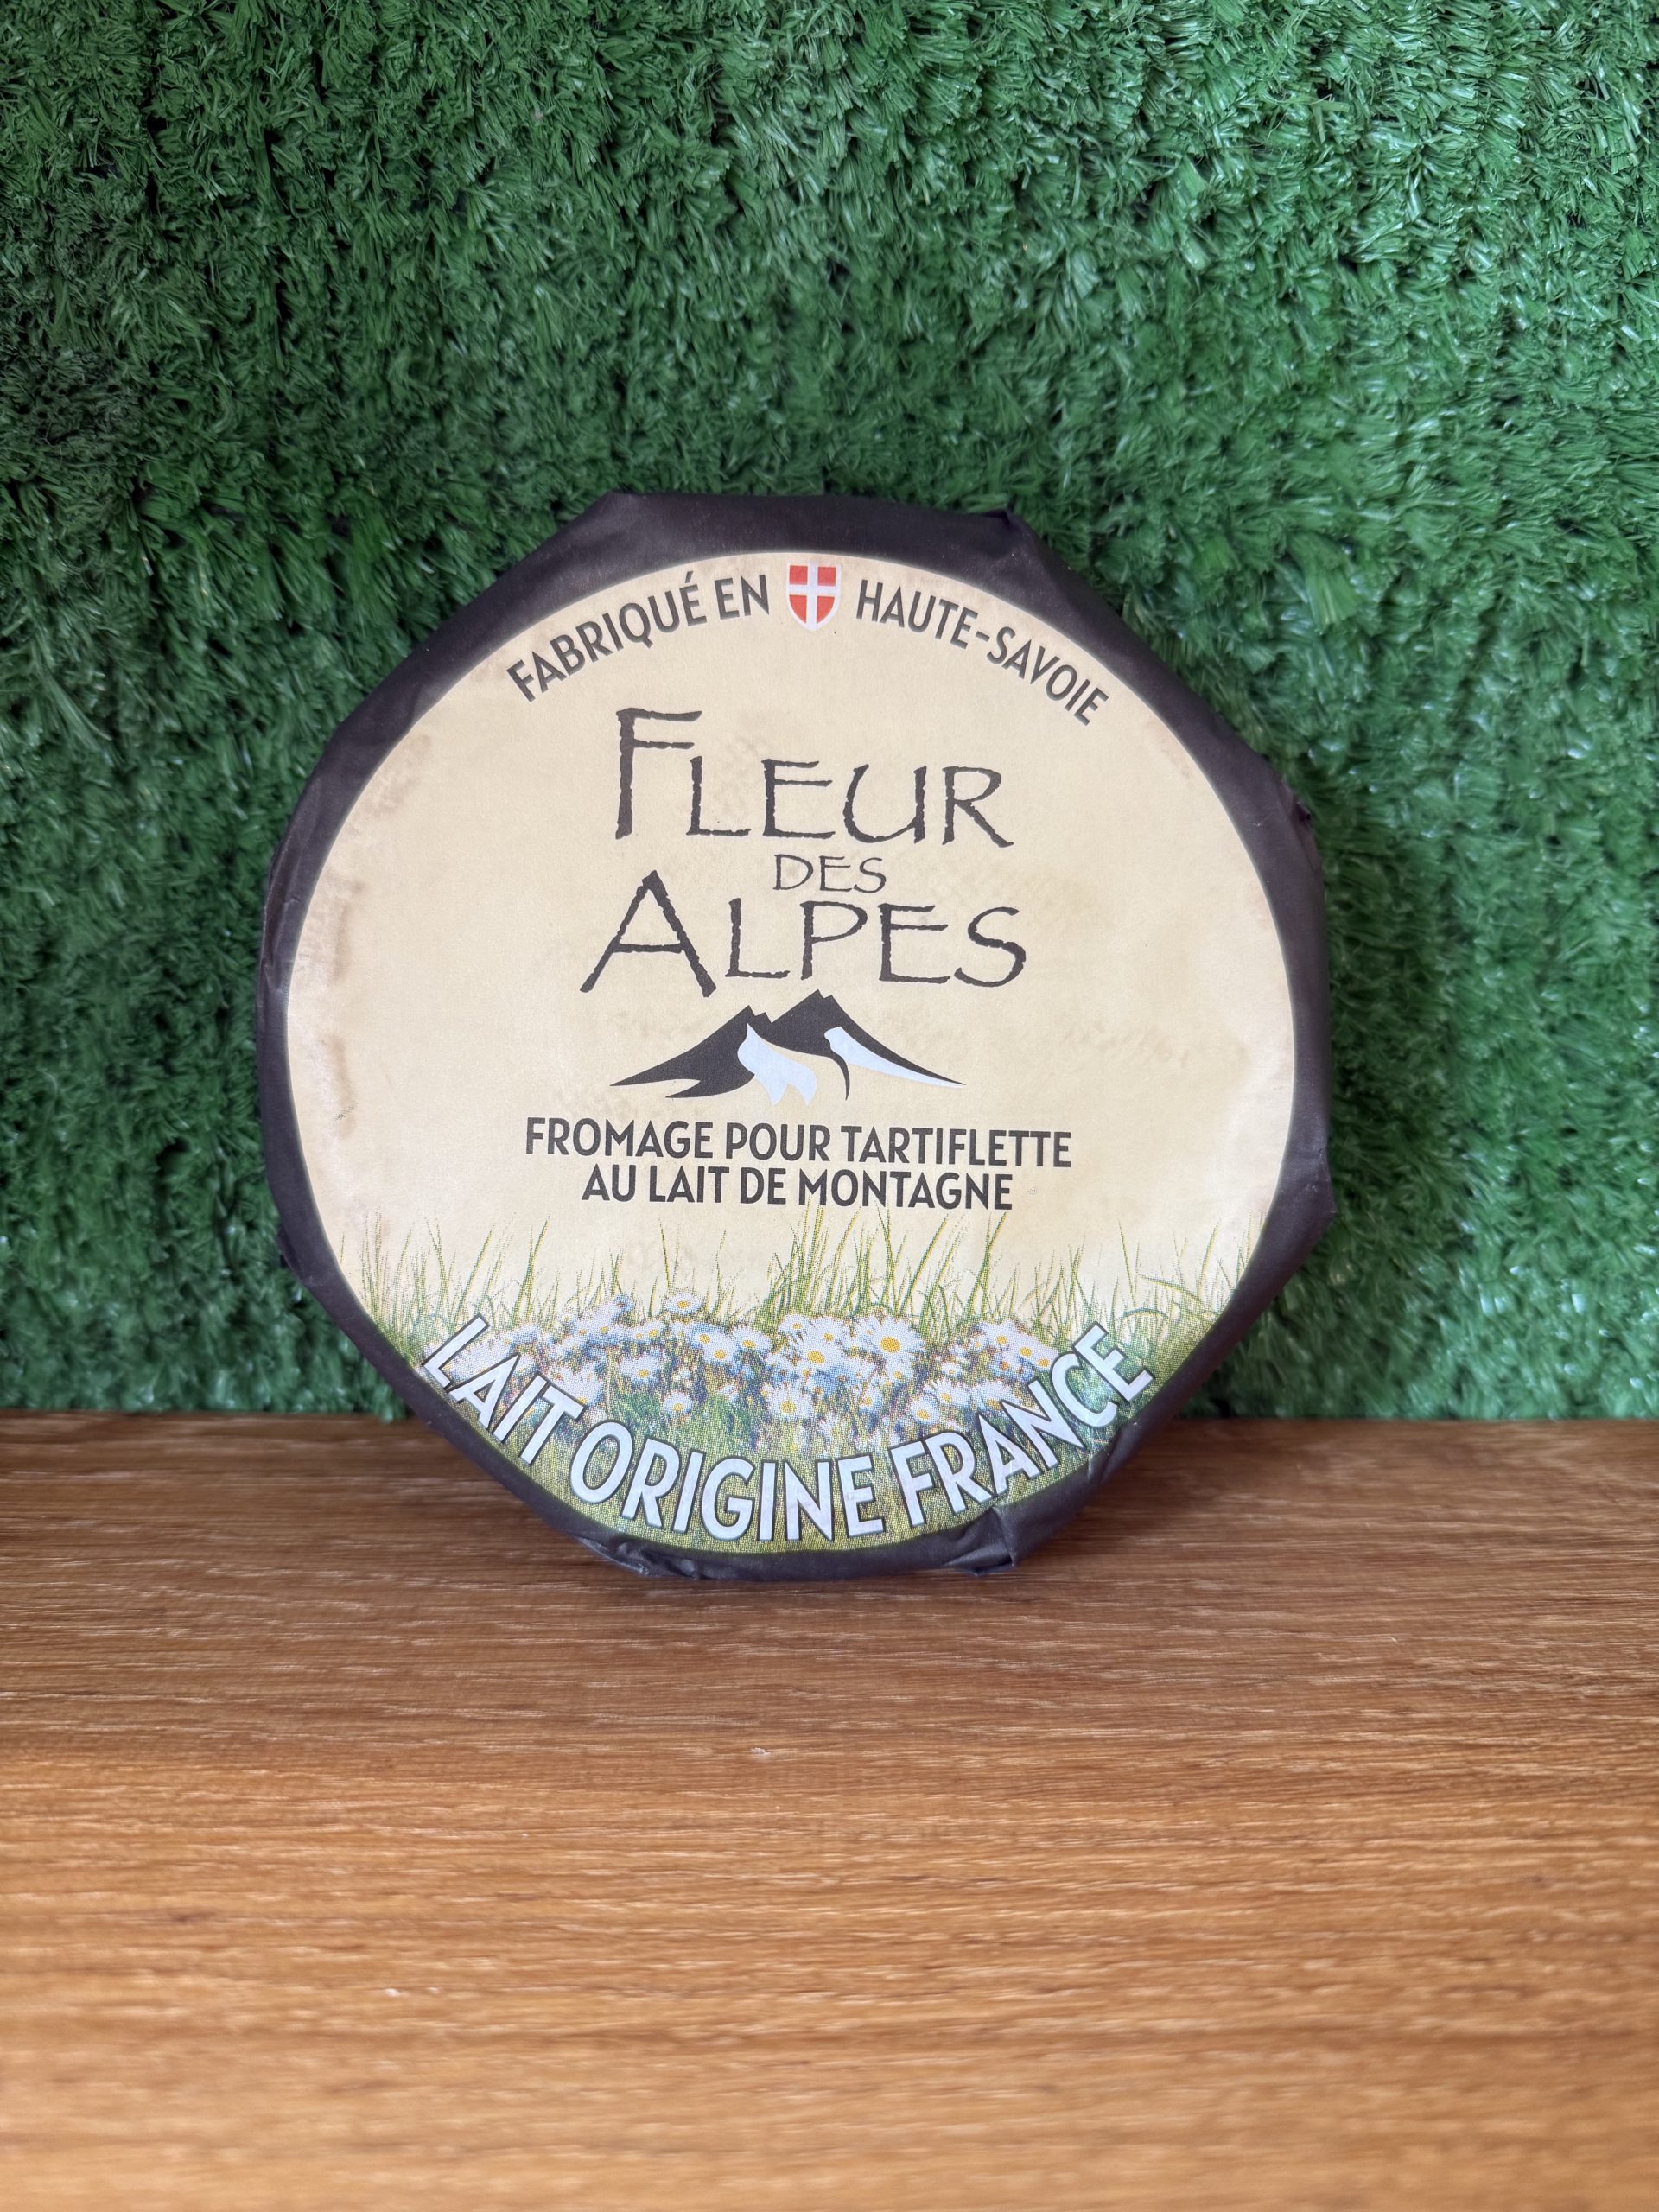 FABRIQUÉ EN HAUTE-SAVOIE
FLEUR
DES
ALPES
FROMAGE POUR TARTIFLETTE
AU LAIT DE MONTAGNE
LAIT ORIGINE FRANCE